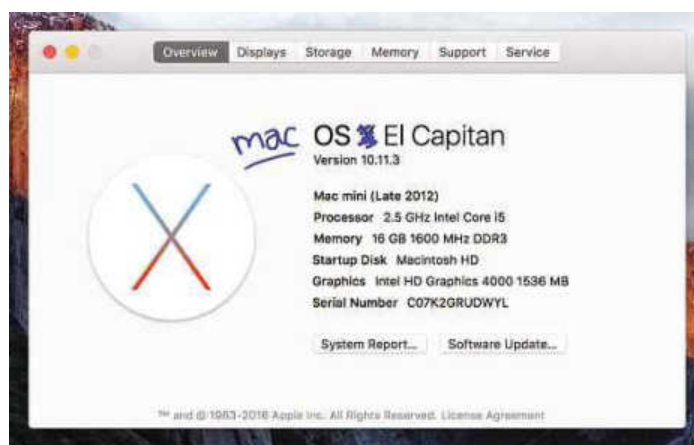 Overview Displays Storage Memory Support Service
mac OS X El Capitan
Version 10.11.3
Mac mini (Late 2012)
Processor 2.5 GHz Intel Core i5
Memory 16 GB 1600 MHz DDR3
Startup Disk Macintosh HD
Graphics Intel HD Graphics 4000 1536 MB
Serial Number C07K2GRUDWYL
System Report... Software Update...
™ and © 1983-2016 Apple Inc. All Rights Reserved. License Agreement